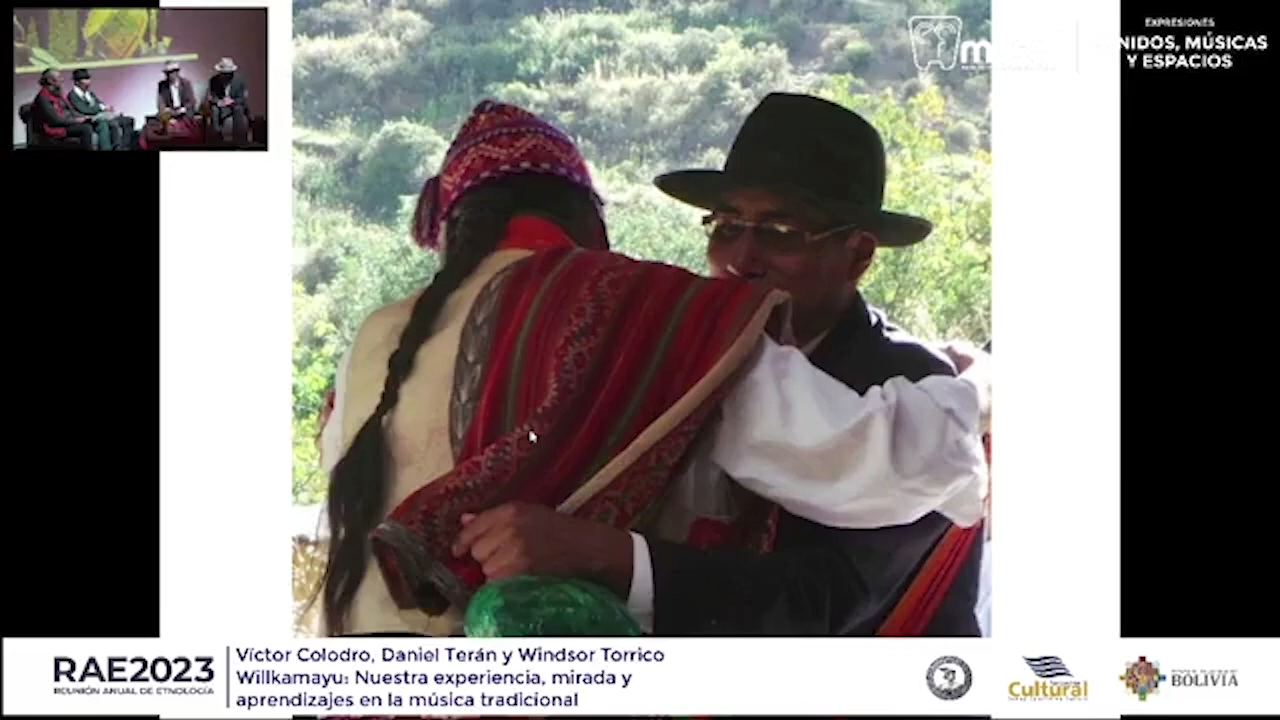 EXPRESIONES
NIDOS, MÚSICAS
Y ESPACIOS
RAE2023
REUNIÓN ANUAL DE ETNOLOGÍA
Víctor Colodro, Daniel Terán y Windsor Torrico
Willkamayu: Nuestra experiencia, mirada y
aprendizajes en la música tradicional
Cultural
BOLIVIA